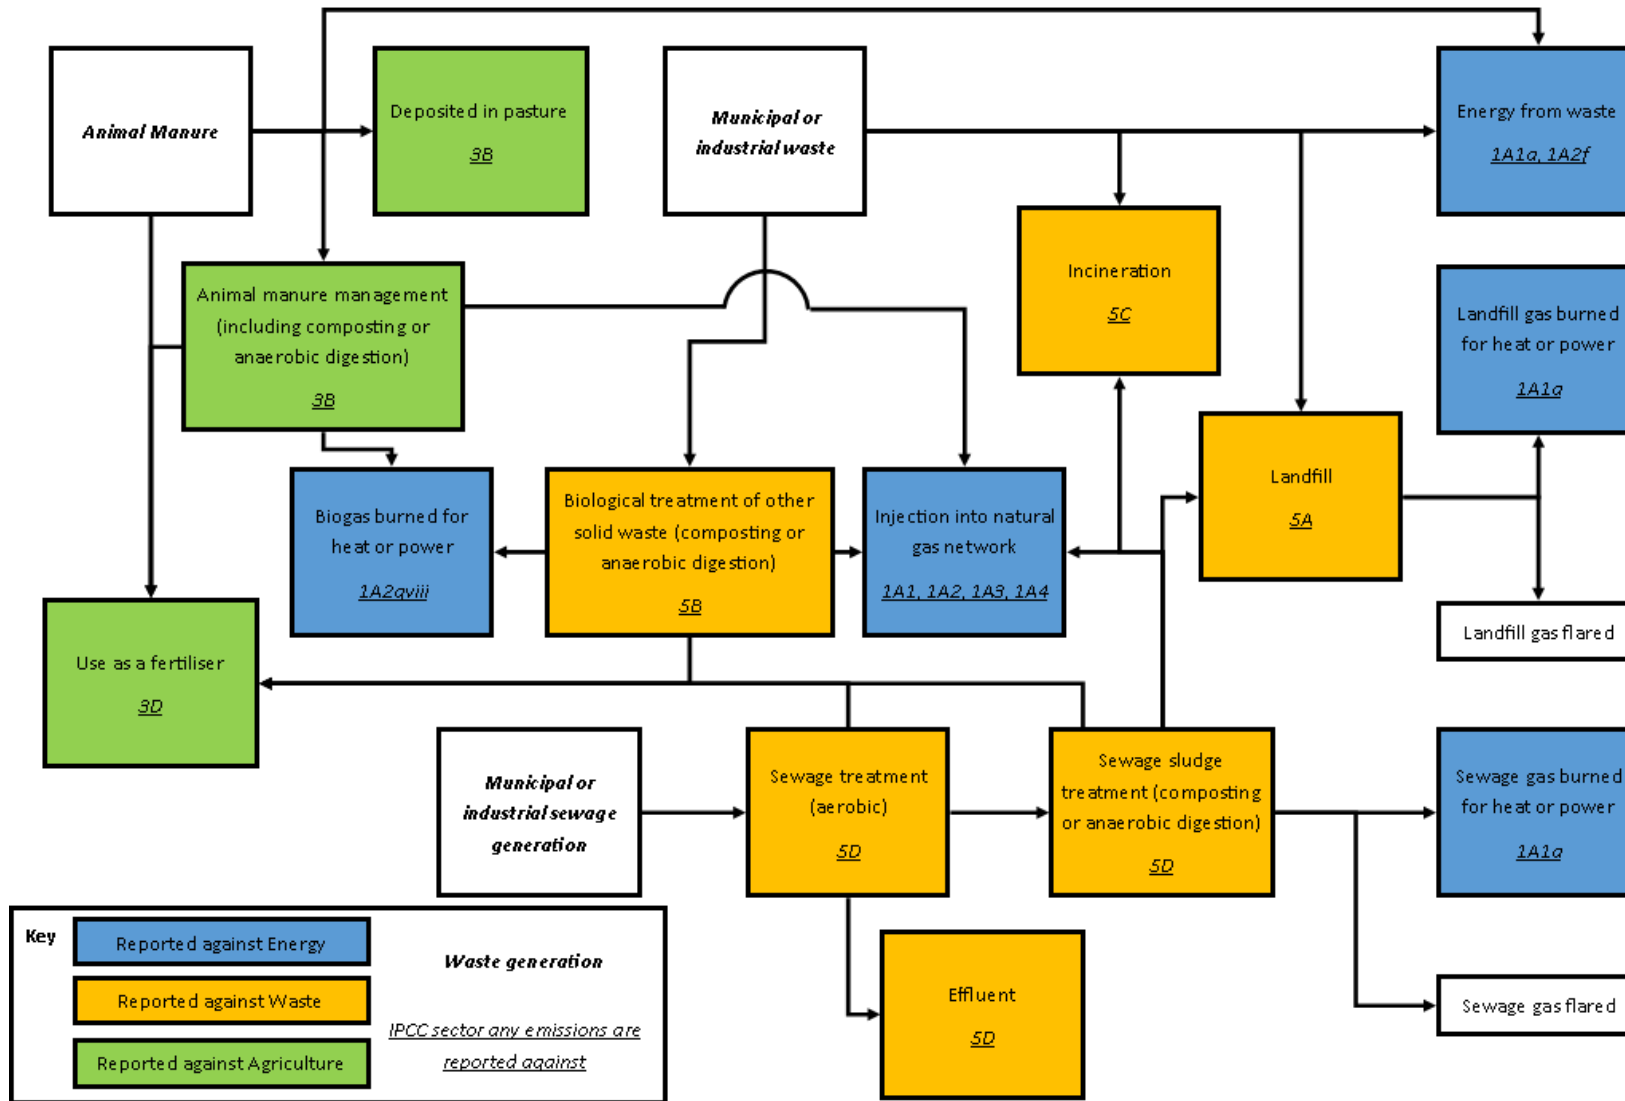 Animal Manure
Deposited in pasture
3B
Municipal or
industrial waste
Energy from waste
1A1a, 1A2f
Incineration
5C
Animal manure management
(including composting or
anaerobic digestion)
3B
Landfill gas burned
for heat or power
1A1a
Biogas burned for
heat or power
1A2gviii
Biological treatment of other
solid waste (composting or
anaerobic digestion)
5B
Injection into natural
gas network
1A1, 1A2, 1A3, 1A4
Landfill
5A
Landfill gas flared
Use as a fertiliser
3D
Municipal or
industrial sewage
generation
Sewage treatment
(aerobic)
5D
Sewage sludge
treatment (composting
or anaerobic digestion)
5D
Sewage gas burned
for heat or power
1A1a
Effluent
5D
Sewage gas flared
Key
Reported against Energy
Reported against Waste
Reported against Agriculture
Waste generation
IPCC sector any emissions are
reported against